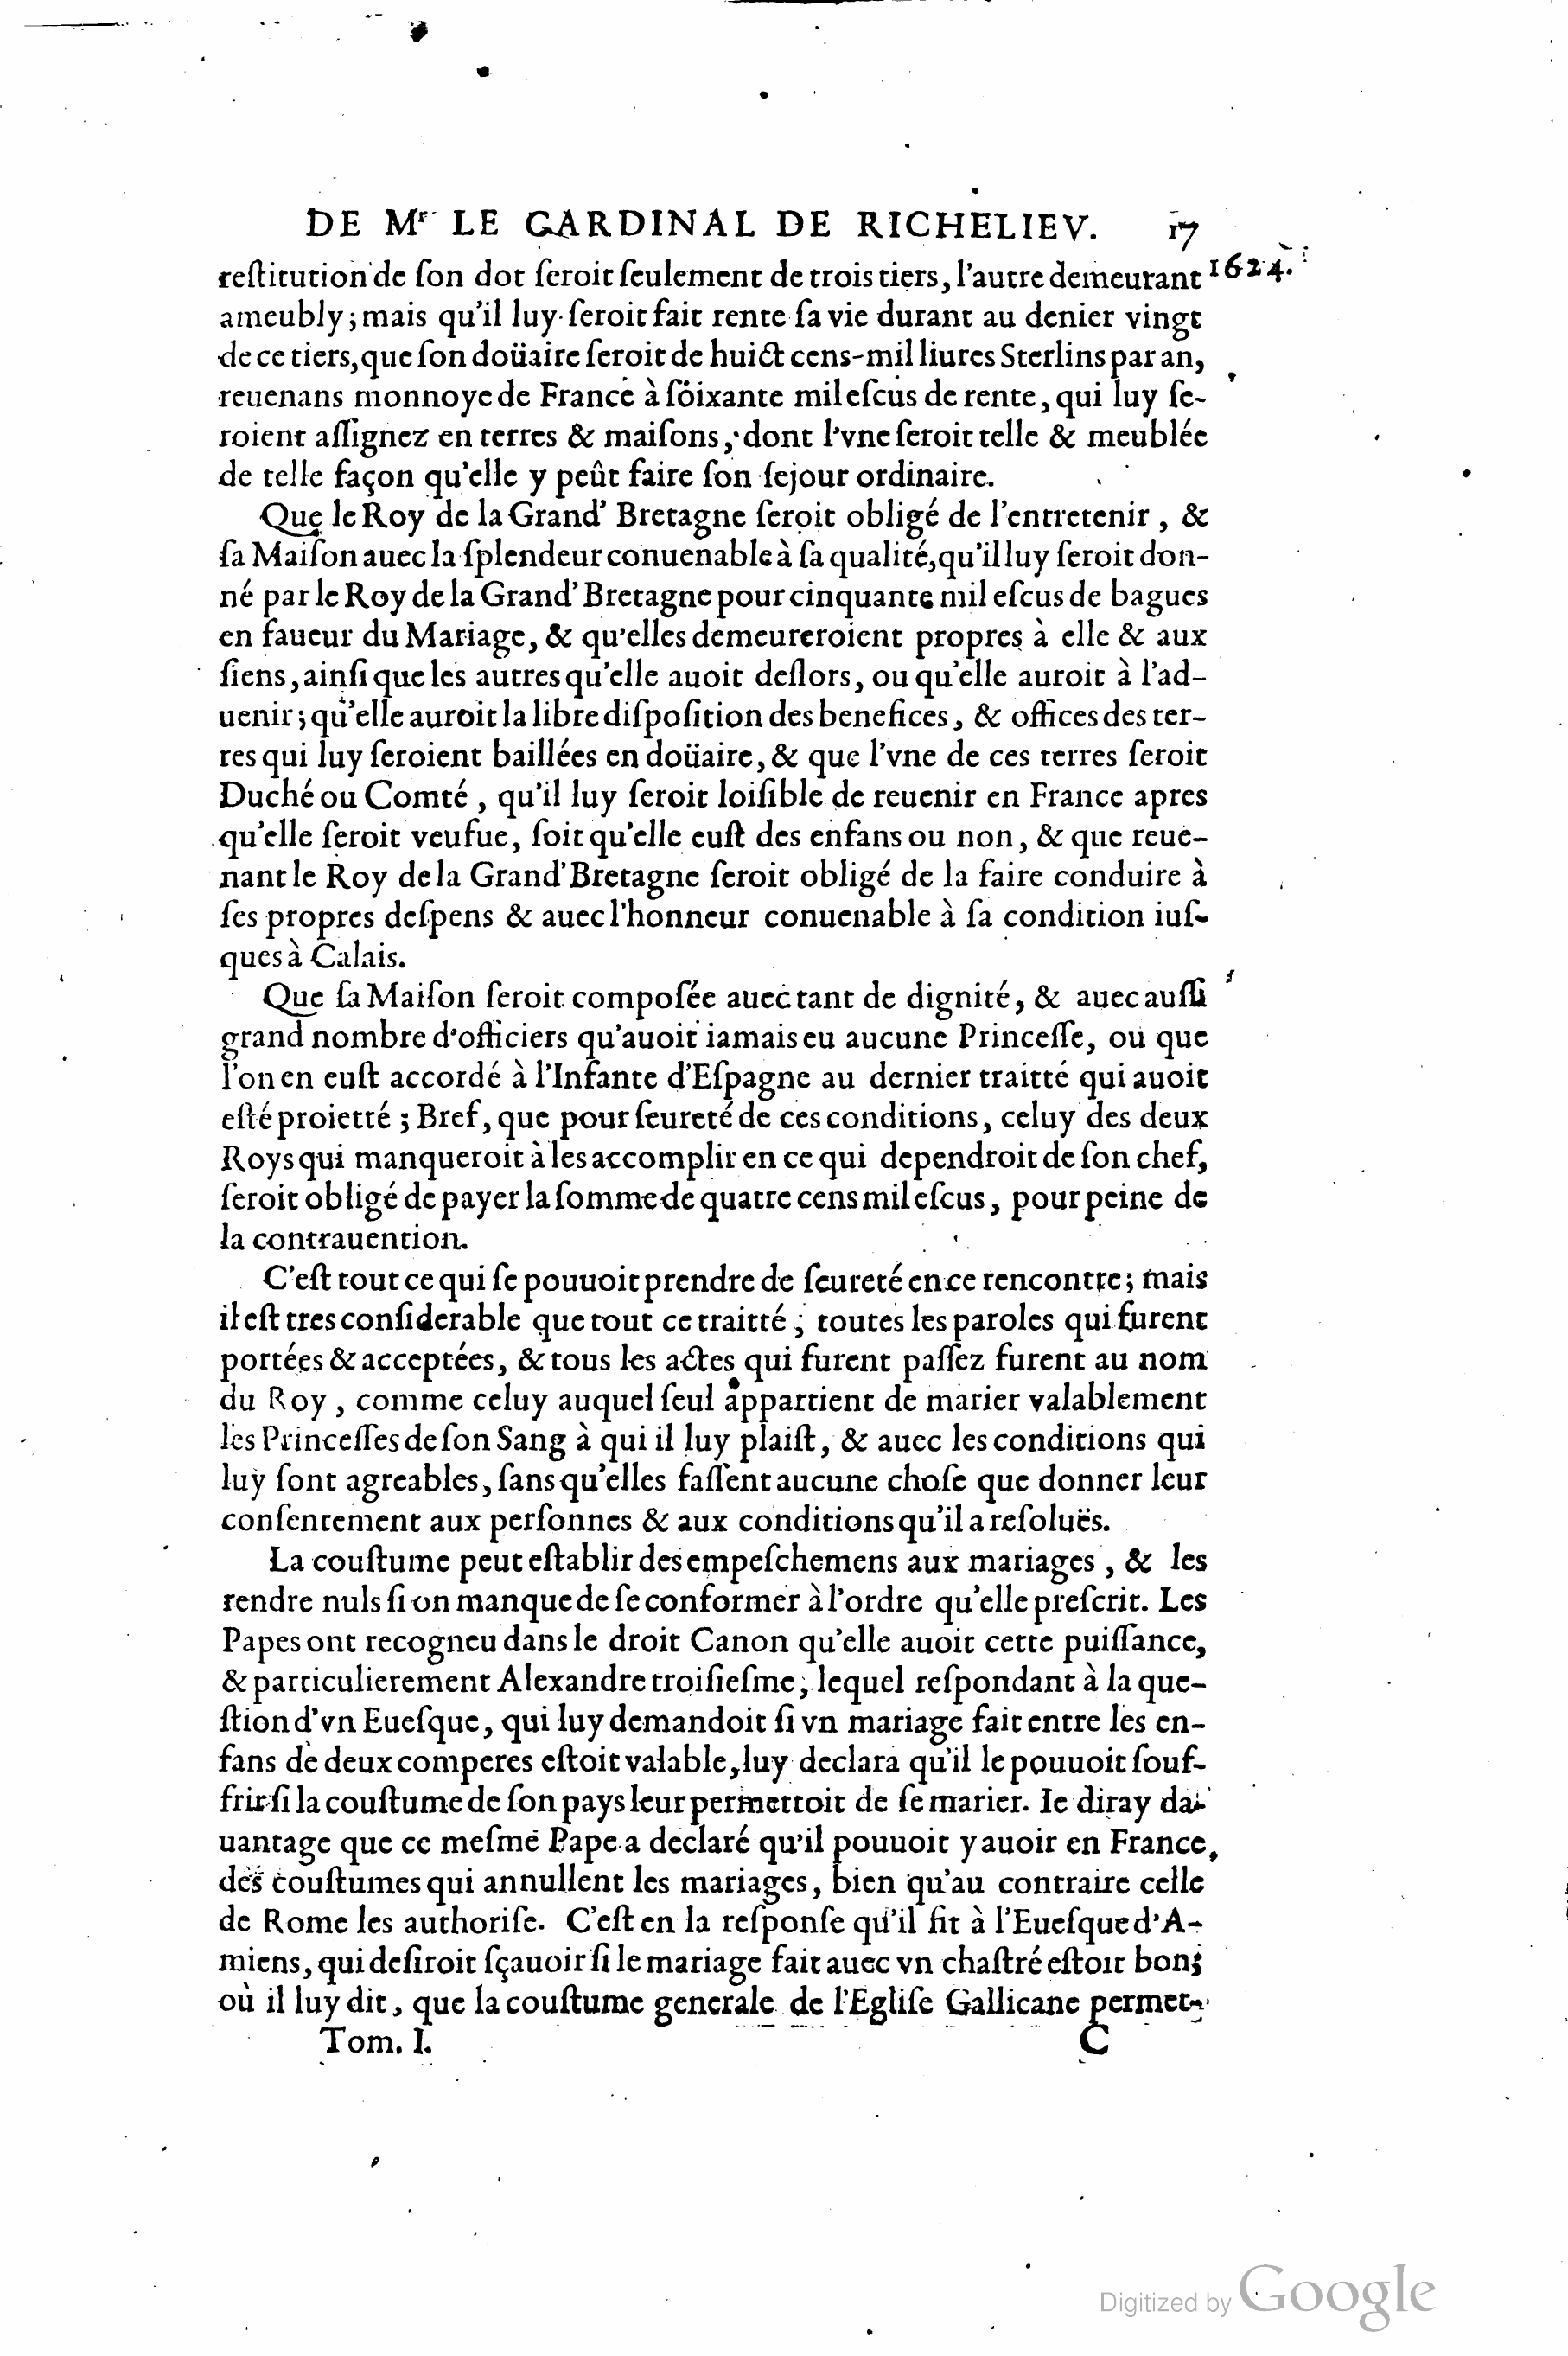 DE Mr LE CARDINAL DE RICHELIEV. 17
reſtitution de ſon dot ſeroit ſeulement de trois tiers, l'autre demeurant 1624.
ameubly; mais qu'il luy ſeroit fait rente ſa vie durant au denier vingt
de ce tiers, que ſon doüaire ſeroit de huict cens-mil liures Sterlins par an,
reuenans monnoye de France à ſoixante mil eſcus de rente, qui luy ſe-
roient aſſignez en terres & maiſons, dont l'vne ſeroit telle & meublée
de telle façon qu'elle y peût faire ſon ſejour ordinaire.
Que le Roy de la Grand' Bretagne ſeroit obligé de l'entretenir, &
ſa Maiſon auec la ſplendeur conuenable à ſa qualité, qu'il luy ſeroit don-
né par le Roy de la Grand' Bretagne pour cinquante mil eſcus de bagues
en faueur du Mariage, & qu'elles demeureroient propres à elle & aux
ſiens, ainſi que les autres qu'elle auoit deſlors, ou qu'elle auroit à l'ad-
uenir; qu'elle auroit la libre diſpoſition des benefices, & offices des ter-
res qui luy ſeroient baillées en doüaire, & que l'vne de ces terres ſeroit
Duché ou Comté, qu'il luy ſeroit loiſible de reuenir en France apres
qu'elle ſeroit veufue, ſoit qu'elle euſt des enfans ou non, & que reue-
nant le Roy de la Grand' Bretagne ſeroit obligé de la faire conduire à
ſes propres deſpens & auec l'honneur conuenable à ſa condition iuſ-
ques à Calais.
Que ſa Maiſon ſeroit compoſée auec tant de dignité, & auec auſſi
grand nombre d'officiers qu'auoit iamais eu aucune Princeſſe, ou que
l'on en euſt accordé à l'Infante d'Eſpagne au dernier traitté qui auoit
eſté proietté; Bref, que pour ſeureté de ces conditions, celuy des deux
Roys qui manqueroit à les accomplir en ce qui dependroit de ſon chef,
ſeroit obligé de payer la ſomme de quatre cens mil eſcus, pour peine de
la contrauention.
C'eſt tout ce qui ſe pouuoit prendre de ſeureté en ce rencontre; mais
il eſt tres conſiderable que tout ce traitté, toutes les paroles qui furent
portées & acceptées, & tous les actes qui furent paſſez furent au nom
du Roy, comme celuy auquel ſeul appartient de marier valablement
les Princeſſes de ſon Sang à qui il luy plaiſt, & auec les conditions qui
luy ſont agreables, ſans qu'elles faſſent aucune choſe que donner leur
conſentement aux perſonnes & aux conditions qu'il a reſoluës.
La couſtume peut eſtablir des empeſchemens aux mariages, & les
rendre nuls ſi on manque de ſe conformer à l'ordre qu'elle preſcrit. Les
Papes ont recogneu dans le droit Canon qu'elle auoit cette puiſſance,
& particulierement Alexandre troiſieſme, lequel reſpondant à la que-
ſtion d'vn Eueſque, qui luy demandoit ſi vn mariage fait entre les en-
fans de deux comperes eſtoit valable, luy declara qu'il le pouuoit ſouf-
frir ſi la couſtume de ſon pays leur permettoit de ſe marier. Ie diray da-
uantage que ce meſme Pape a declaré qu'il pouuoit y auoir en France,
des couſtumes qui annullent les mariages, bien qu'au contraire celle
de Rome les authoriſe. C'eſt en la reſponſe qu'il fit à l'Eueſque d'A-
miens, qui deſiroit ſçauoir ſi le mariage fait auec vn chaſtré eſtoit bon;
où il luy dit, que la couſtume generale de l'Egliſe Gallicane permet-
Tom. I. C
Digitized by Google